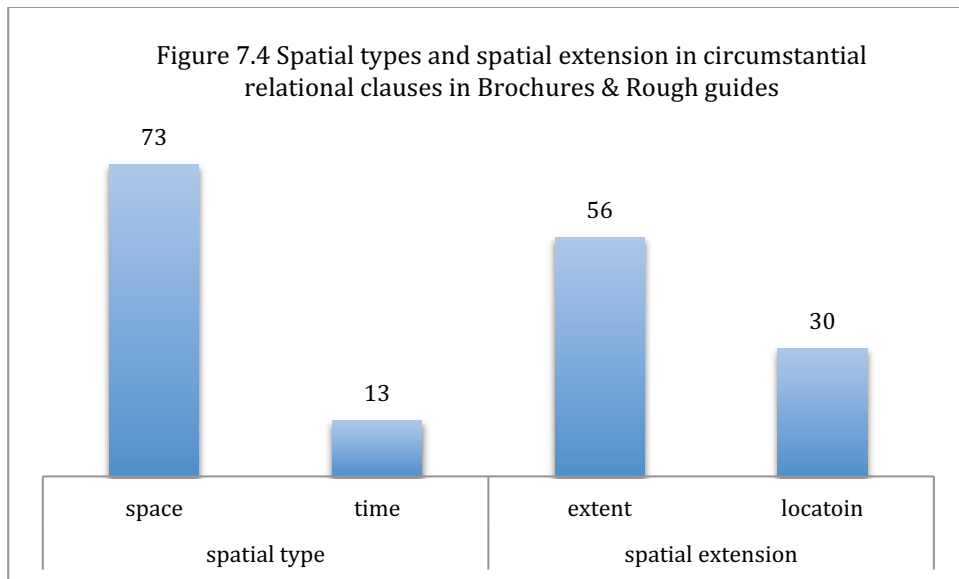 Figure 7.4 Spatial types and spatial extension in circumstantial
relational clauses in Brochures & Rough guides
73
13
56
30
space
time
extent
locatoin
spatial type
spatial extension